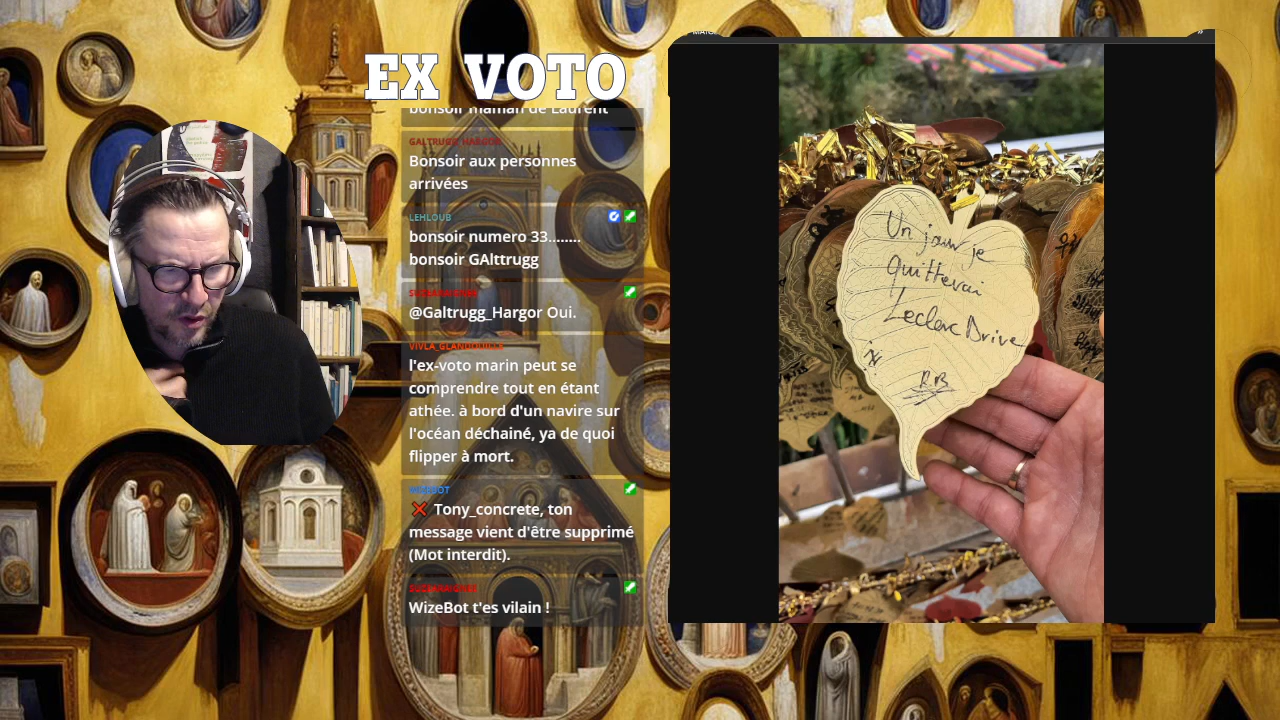 EX VOTO
bonsoir maman de Laurent
GALTRUGG_HARGOR
Bonsoir aux personnes
arrivées
LEHLOUB
bonsoir numero 33........
bonsoir GAlttrugg
@Galtrugg_Hargor Oui.
VIVLA_GLANDOUILLE
l'ex-voto marin peut se
comprendre tout en étant
athée. à bord d'un navire sur
l'océan déchainé, ya de quoi
flipper à mort.
WIZEBOT
❌ Tony_concrete, ton
message vient d'être supprimé
(Mot interdit).
WizeBot t'es vilain !
Un jour je
quitterai
Leclerc Drive